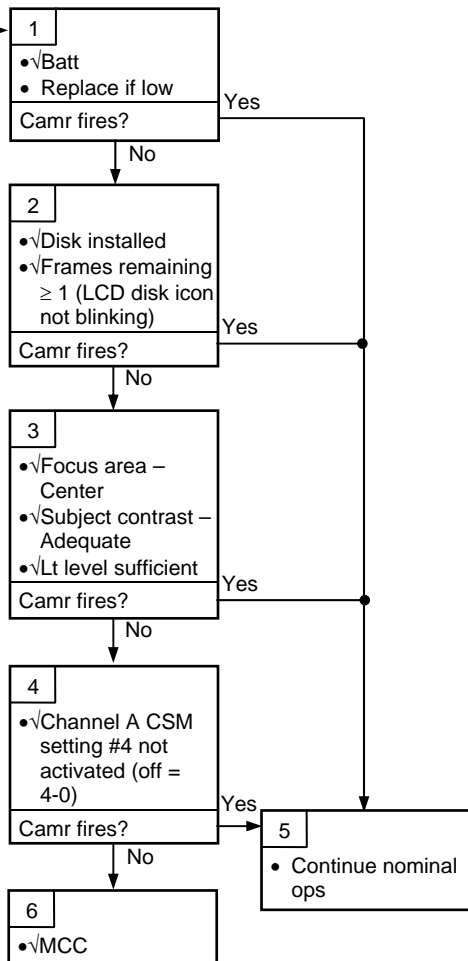 1
•√Batt
• Replace if low
Camr fires?
Yes
No
2
•√Disk installed
•√Frames remaining
≥ 1 (LCD disk icon
not blinking)
Camr fires?
Yes
No
3
•√Focus area –
Center
•√Subject contrast –
Adequate
•√Lt level sufficient
Camr fires?
Yes
No
4
•√Channel A CSM
setting #4 not
activated (off =
4-0)
Camr fires?
Yes
No
5
• Continue nominal
ops
6
•√MCC